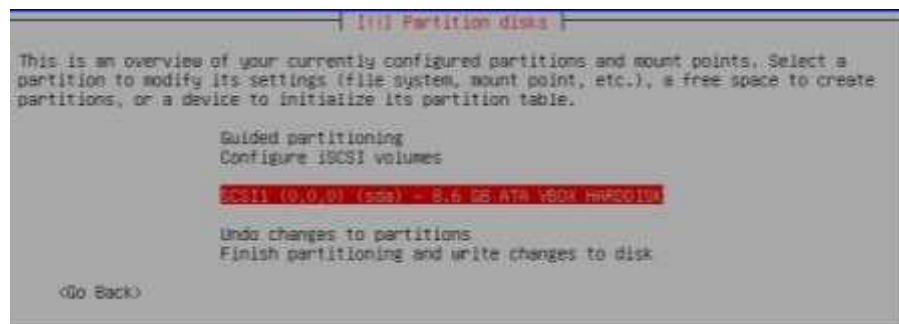 [!!] Partition disks
This is an overview of your currently configured partitions and mount points. Select a
partition to modify its settings (file system, mount point, etc.), a free space to create
partitions, or a device to initialize its partition table.
Guided partitioning
Configure iSCSI volumes
SCSI1 (0,0,0) (sda) - 8.6 GB ATA VBOX HARDDISK
Undo changes to partitions
Finish partitioning and write changes to disk
<Go Back>